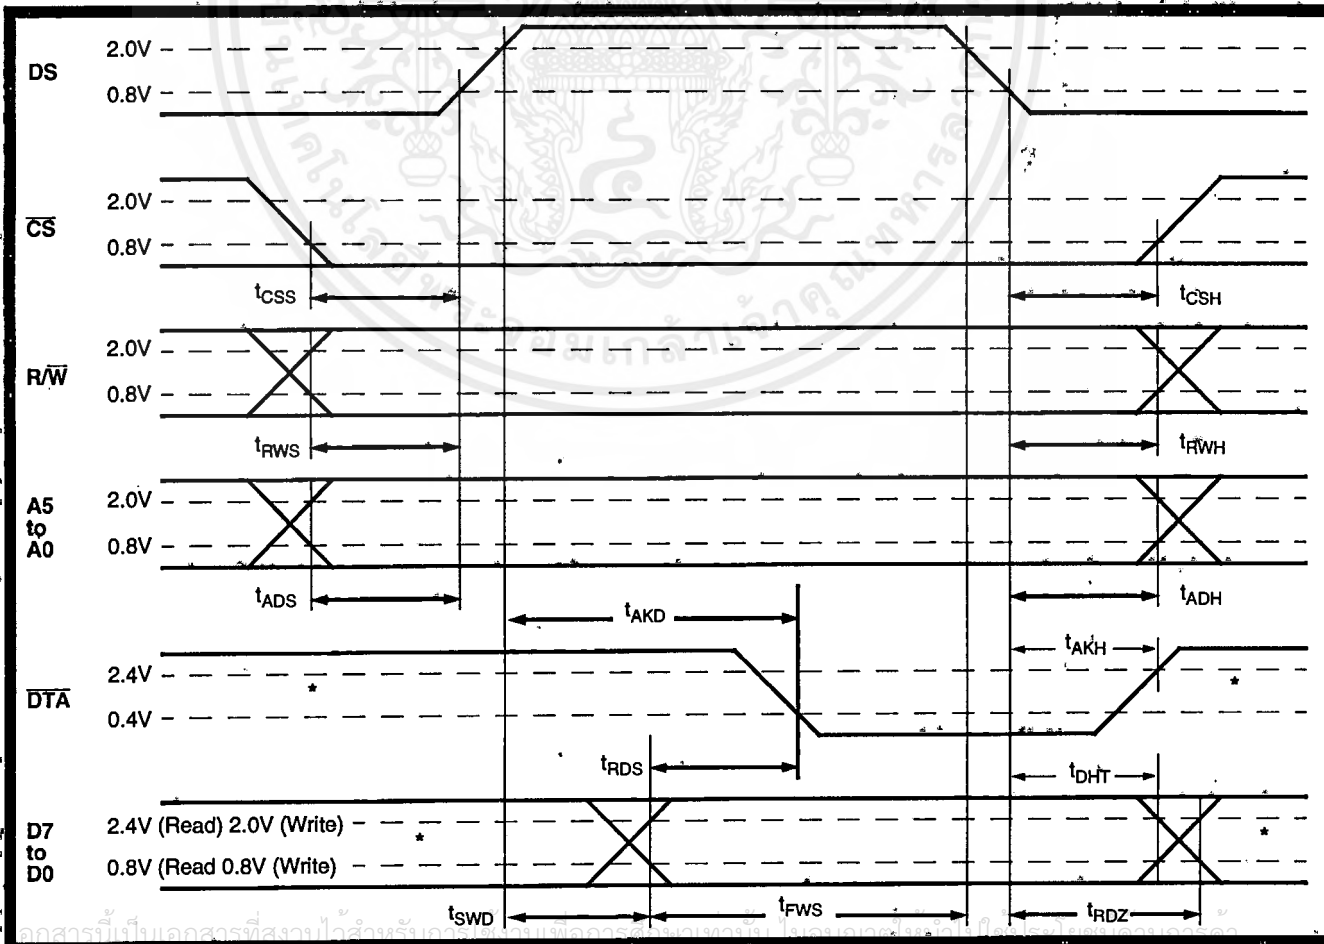 DS
2.0V
0.8V
C̅S̅
2.0V
0.8V
tCSS
tCSH
R/W̅
2.0V
0.8V
tRWS
tRWH
A5 to A0
2.0V
0.8V
tADS
tAKD
tADH
D̅T̅A̅
2.4V
0.4V
*
tAKH
*
tRDS
tDHT
D7 to D0
2.4V (Read) 2.0V (Write)
0.8V (Read 0.8V (Write)
*
*
tSWD
tFWS
tRDZ